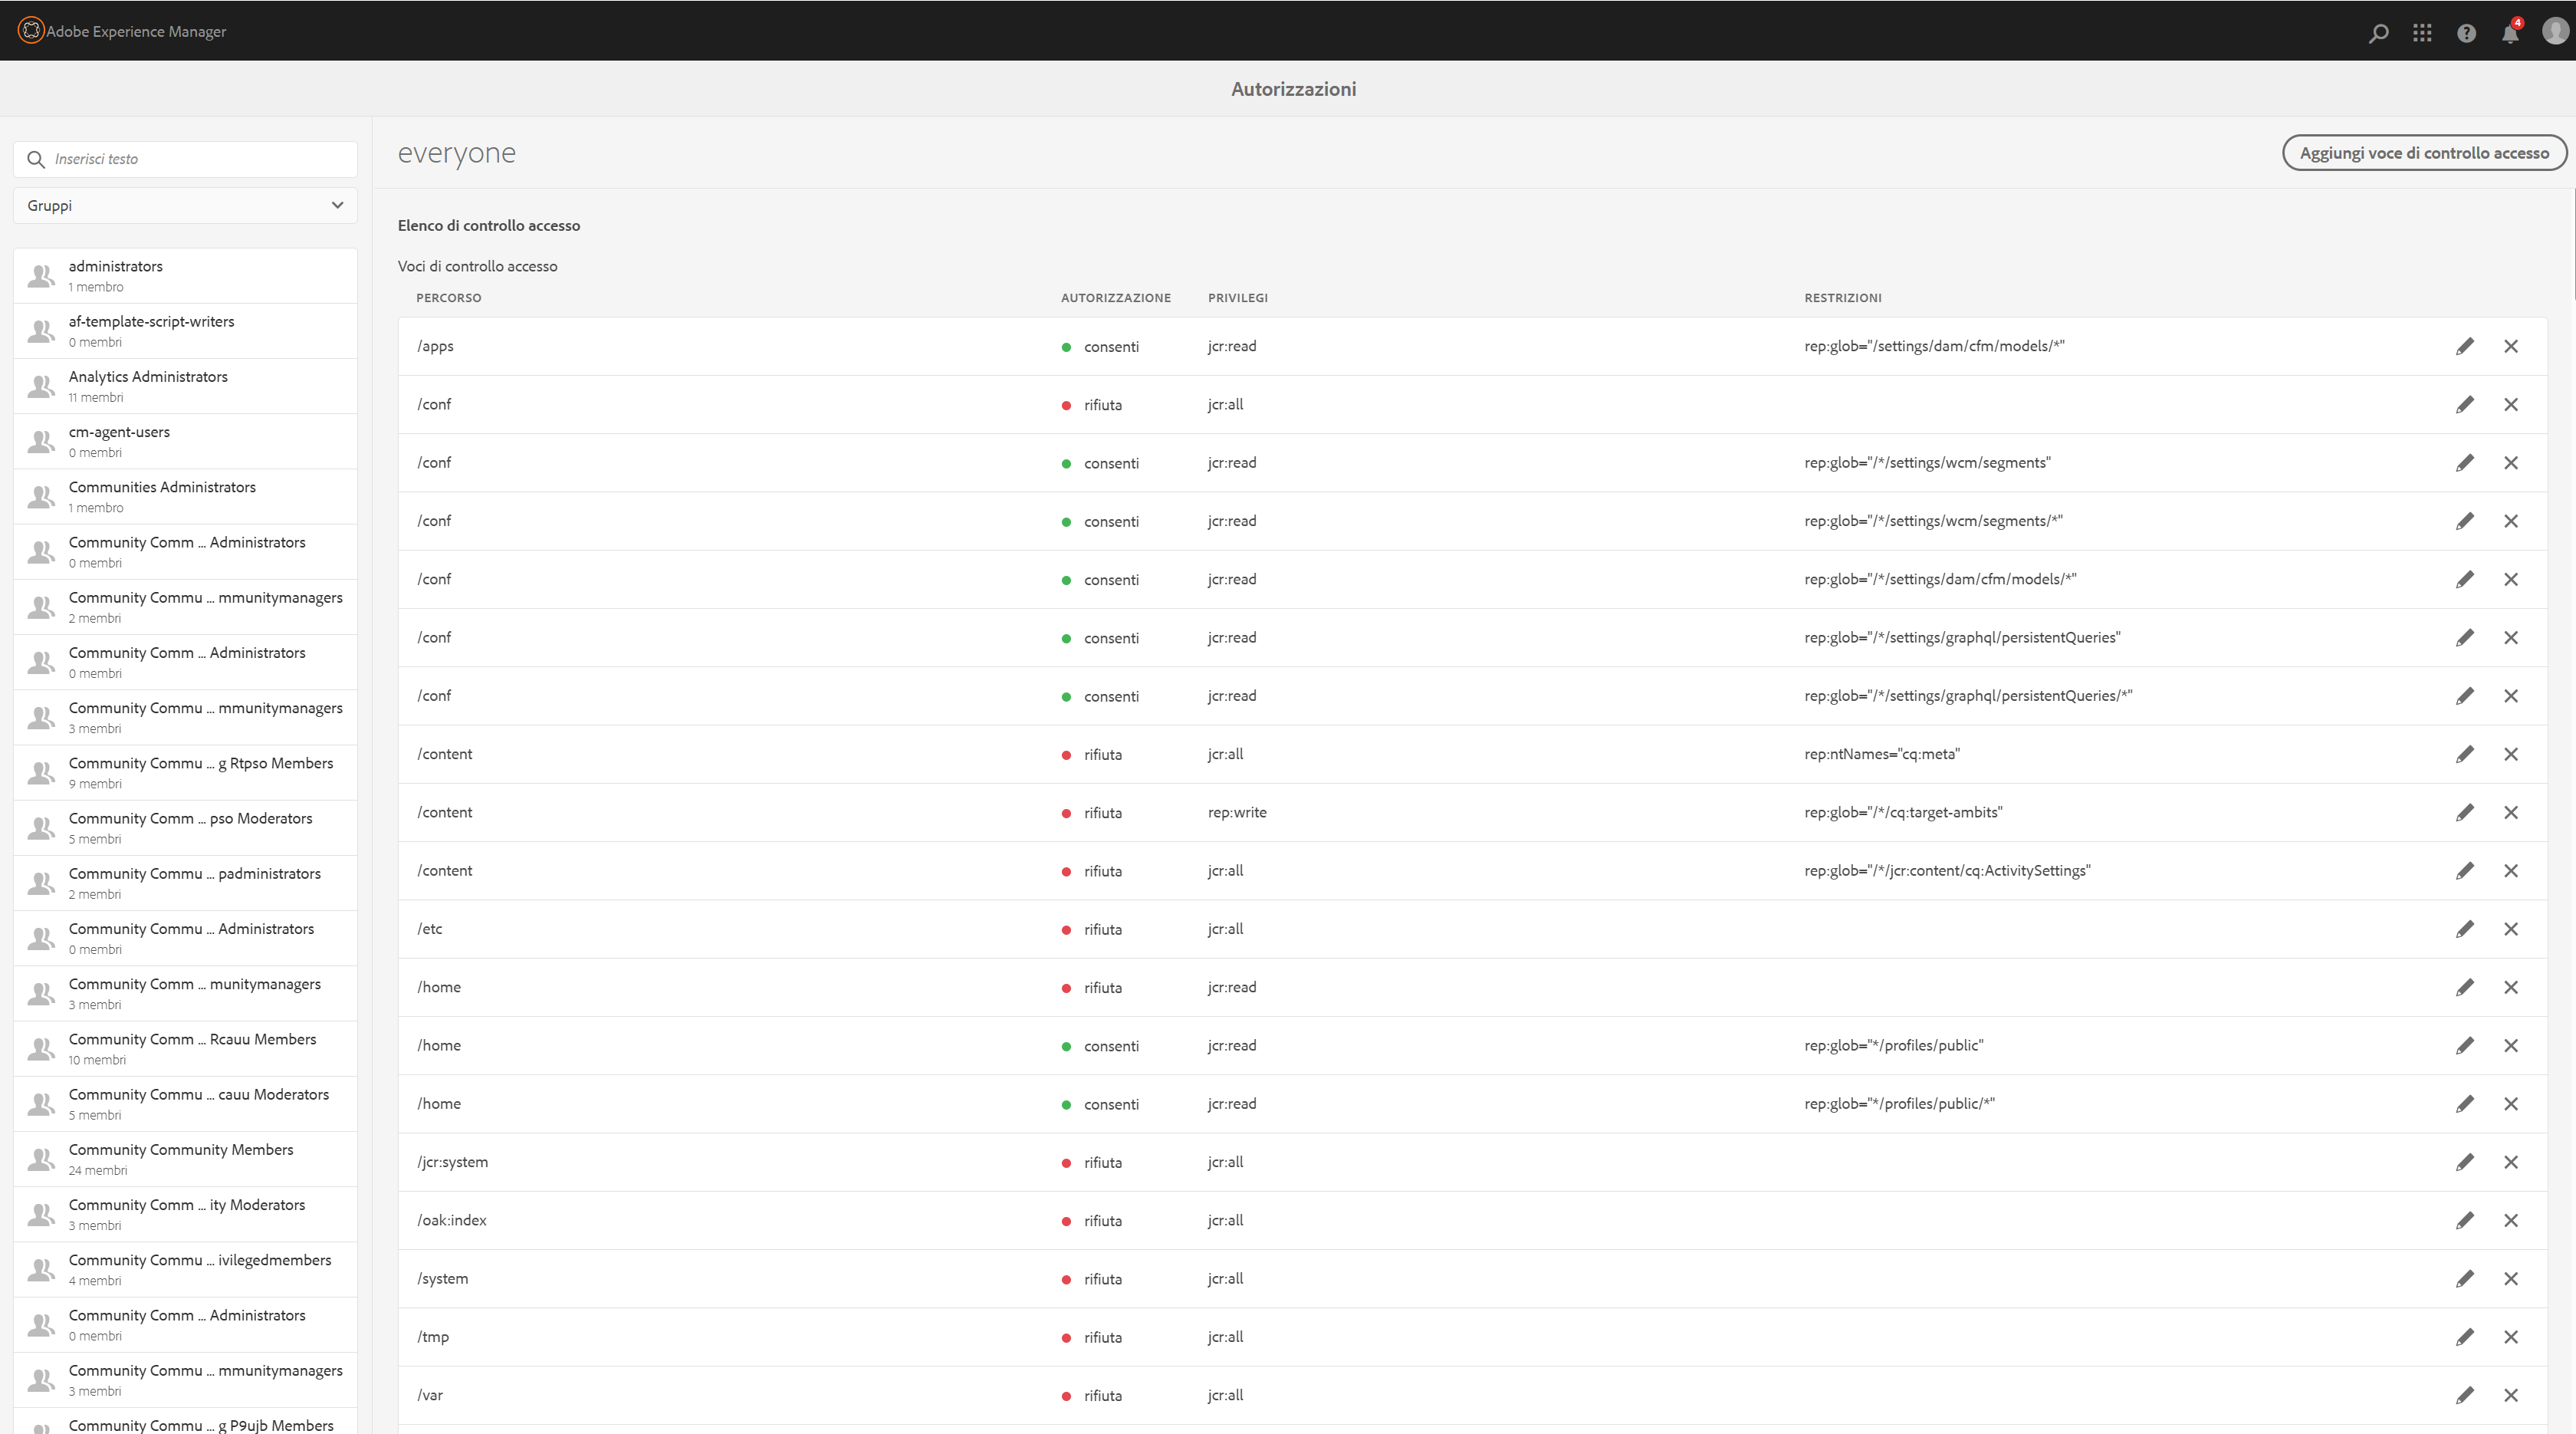 Adobe Experience Manager
4
Autorizzazioni
Inserisci testo
Gruppi
administrators
1 membro
af-template-script-writers
0 membri
Analytics Administrators
11 membri
cm-agent-users
0 membri
Communities Administrators
1 membro
Community Comm ... Administrators
0 membri
Community Commu ... mmunitymanagers
2 membri
Community Comm ... Administrators
0 membri
Community Commu ... mmunitymanagers
3 membri
Community Commu ... g Rtpso Members
9 membri
Community Comm ... pso Moderators
5 membri
Community Commu ... padministrators
2 membri
Community Commu ... Administrators
0 membri
Community Comm ... munitymanagers
3 membri
Community Comm ... Rcauu Members
10 membri
Community Commu ... cauu Moderators
5 membri
Community Community Members
24 membri
Community Comm ... ity Moderators
3 membri
Community Commu ... ivilegedmembers
4 membri
Community Comm ... Administrators
0 membri
Community Commu ... mmunitymanagers
3 membri
Community Commu ... g P9ujb Members
everyone
Aggiungi voce di controllo accesso
Elenco di controllo accesso
Voci di controllo accesso
PERCORSO AUTORIZZAZIONE PRIVILEGI RESTRIZIONI
/apps consenti jcr:read rep:glob="/settings/dam/cfm/models/*"
/conf rifiuta jcr:all
/conf consenti jcr:read rep:glob="/*/settings/wcm/segments"
/conf consenti jcr:read rep:glob="/*/settings/wcm/segments/*"
/conf consenti jcr:read rep:glob="/*/settings/dam/cfm/models/*"
/conf consenti jcr:read rep:glob="/*/settings/graphql/persistentQueries"
/conf consenti jcr:read rep:glob="/*/settings/graphql/persistentQueries/*"
/content rifiuta jcr:all rep:ntNames="cq:meta"
/content rifiuta rep:write rep:glob="/*/cq:target-ambits"
/content rifiuta jcr:all rep:glob="/*/jcr:content/cq:ActivitySettings"
/etc rifiuta jcr:all
/home rifiuta jcr:read
/home consenti jcr:read rep:glob="*/profiles/public"
/home consenti jcr:read rep:glob="*/profiles/public/*"
/jcr:system rifiuta jcr:all
/oak:index rifiuta jcr:all
/system rifiuta jcr:all
/tmp rifiuta jcr:all
/var rifiuta jcr:all